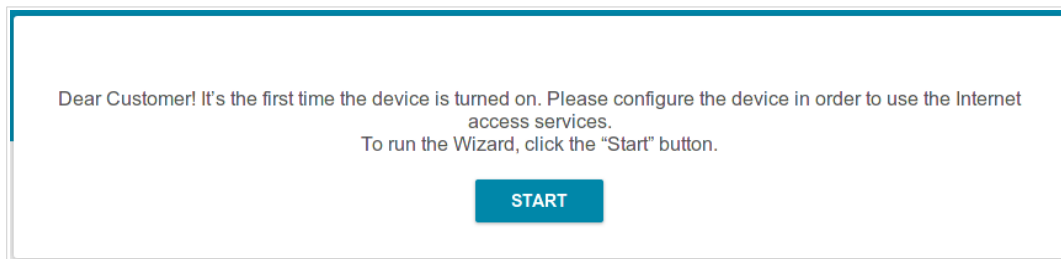 Dear Customer! It's the first time the device is turned on. Please configure the device in order to use the Internet
access services.
To run the Wizard, click the “Start” button.
START